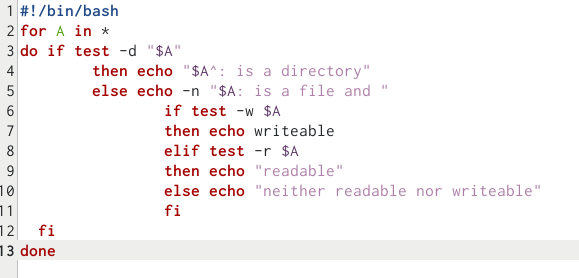 1 #!/bin/bash
2 for A in *
3 do if test -d "$A"
4         then echo "$A^: is a directory"
5         else echo -n "$A: is a file and "
6                 if test -w $A
7                 then echo writeable
8                 elif test -r $A
9                 then echo "readable"
10                 else echo "neither readable nor writeable"
11                 fi
12   fi
13 done